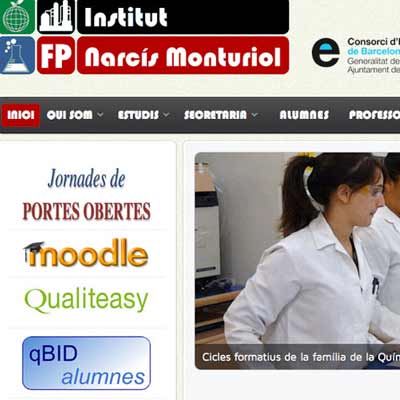 Institut
FP Narcís Monturiol
Consorci d'
de Barcelon
Generalitat de
Ajuntament de
INICI QUI SOM ESTUDIS SECRETARIA ALUMNES PROFESSO
Jornades de
PORTES OBERTES
moodle
Qualiteasy
qBID
alumnes
Cicles formatius de la família de la Quí